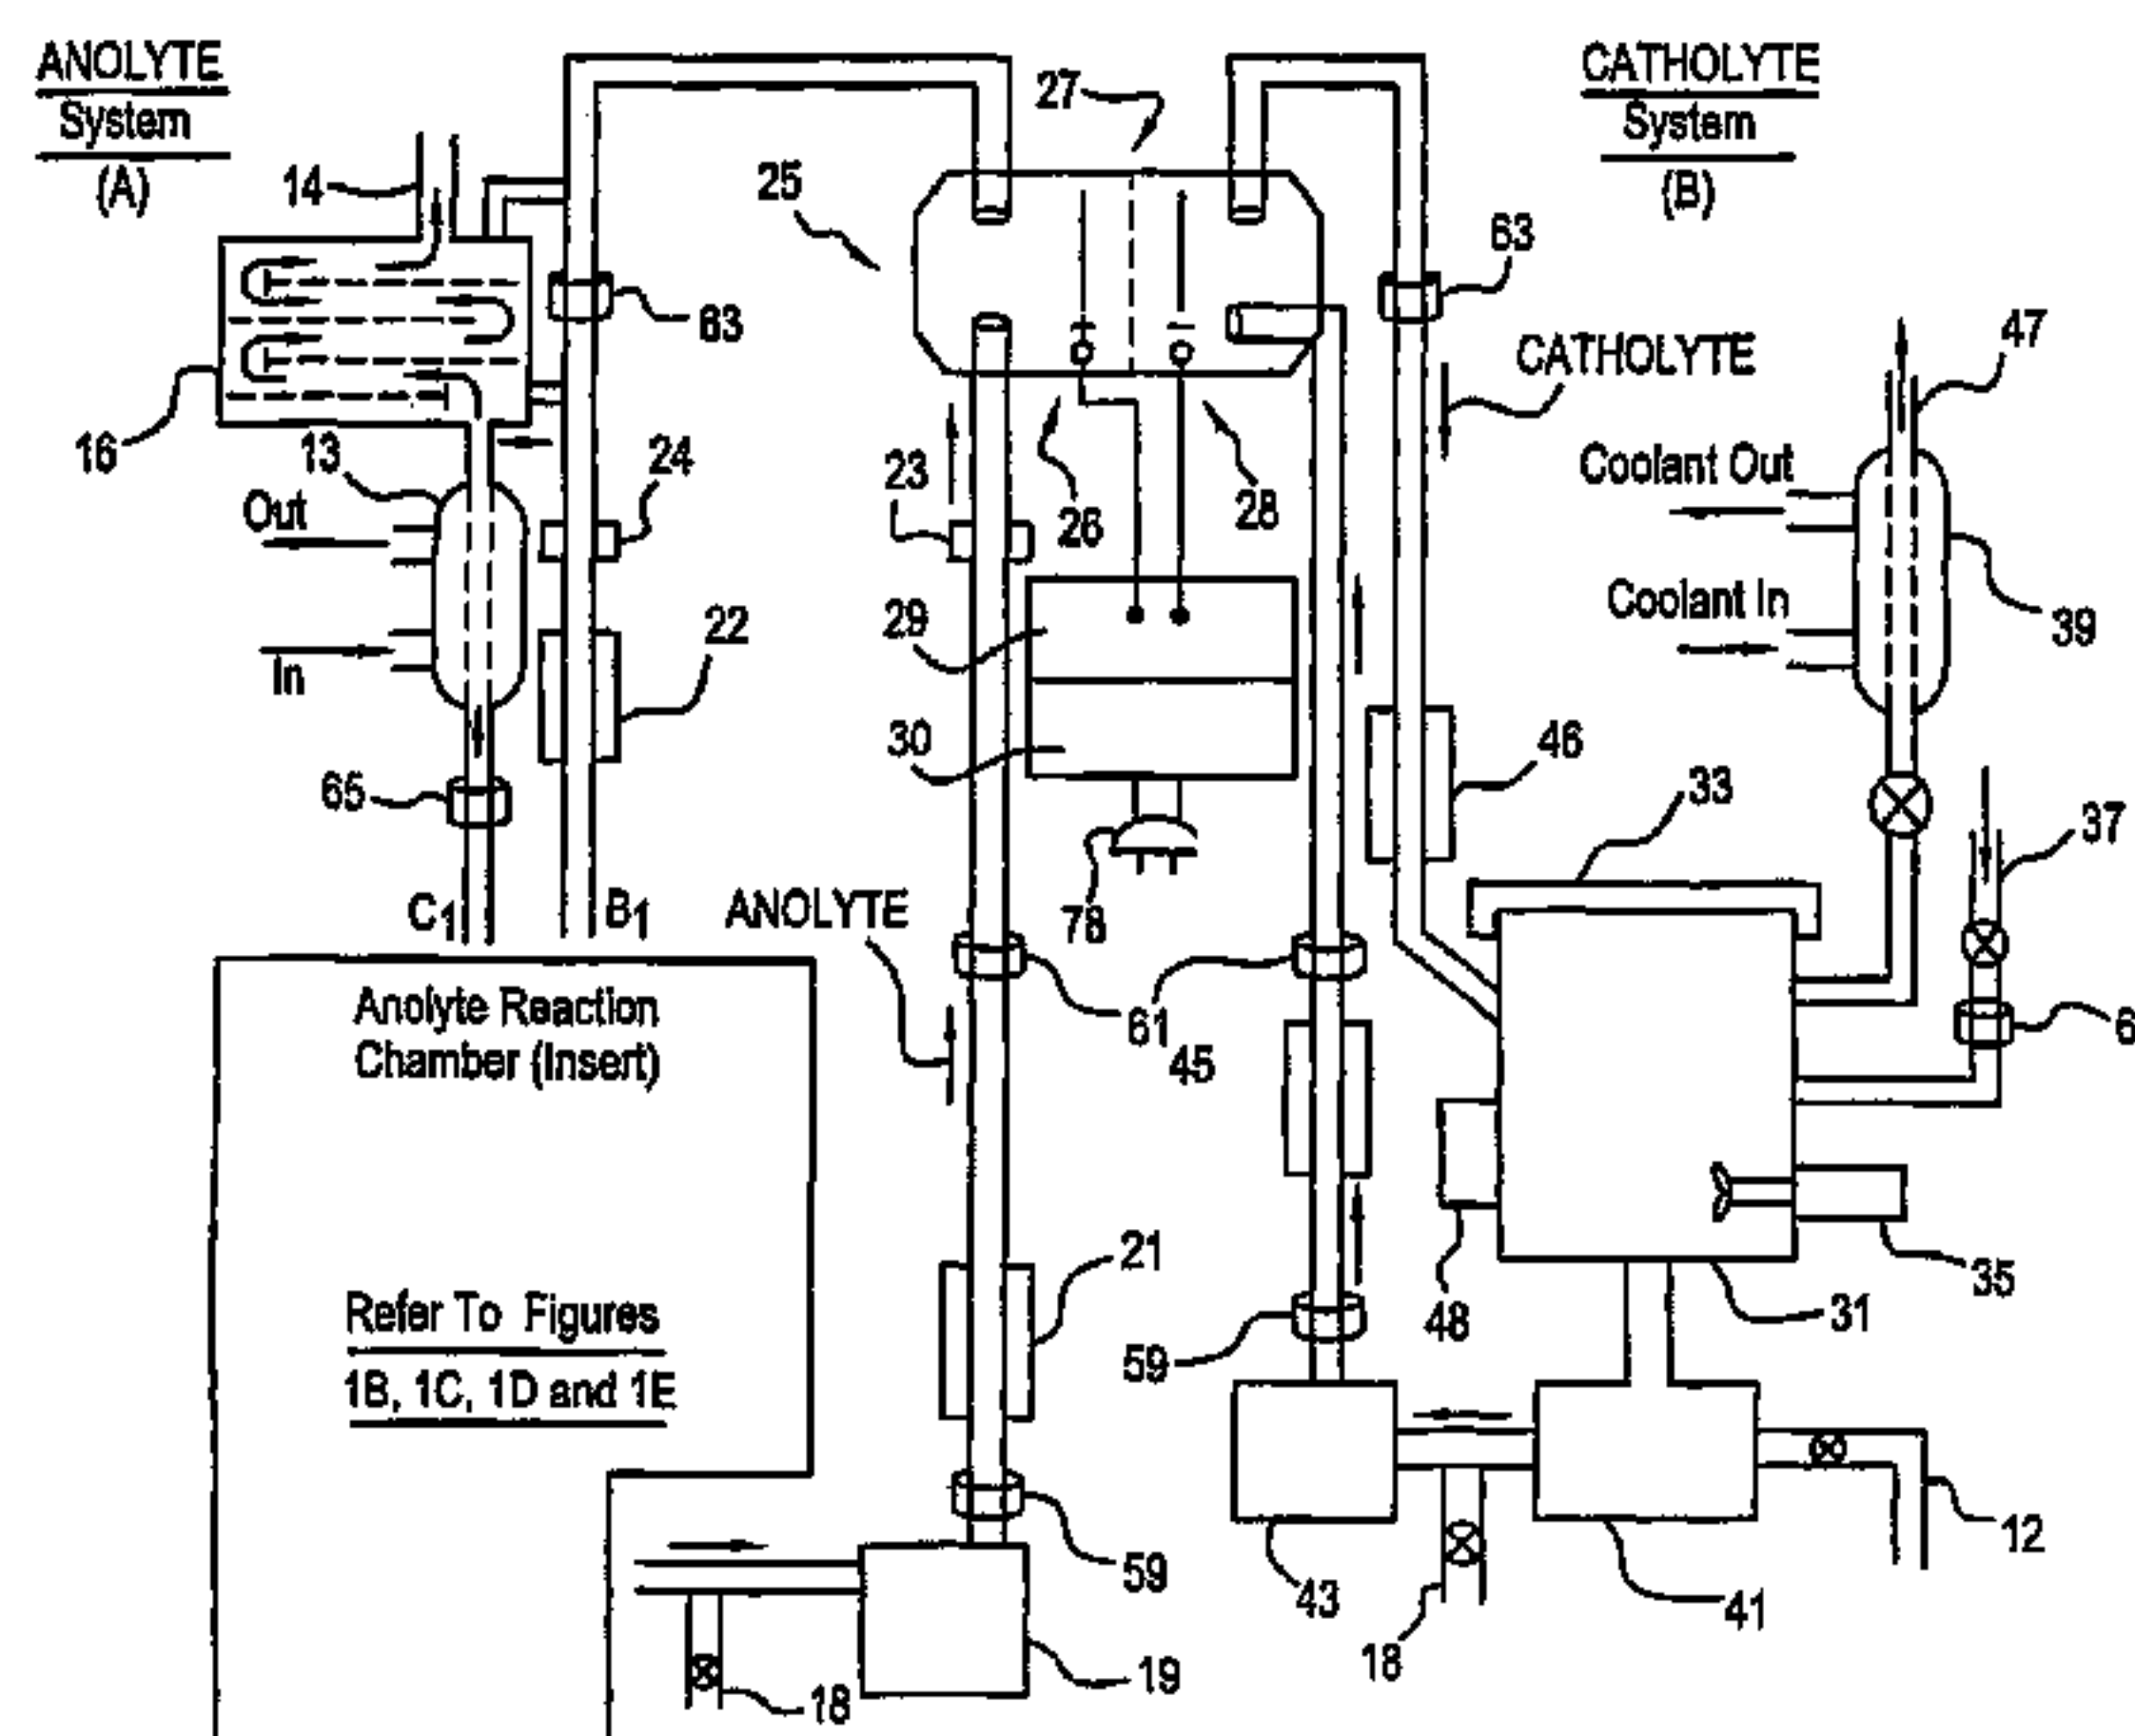 ANOLYTE
System
(A)
CATHOLYTE
System
(B)
27
14
25
63
63
47
CATHOLYTE
16
13
24
23
26
28
Coolant Out
Out
22
29
Coolant In
39
In
30
46
65
33
37
C1
B1
ANOLYTE
78
Anolyte Reaction
Chamber (Insert)
61
45
6
21
48
35
31
Refer To Figures
1B, 1C, 1D and 1E
59
59
43
12
18
41
19
18